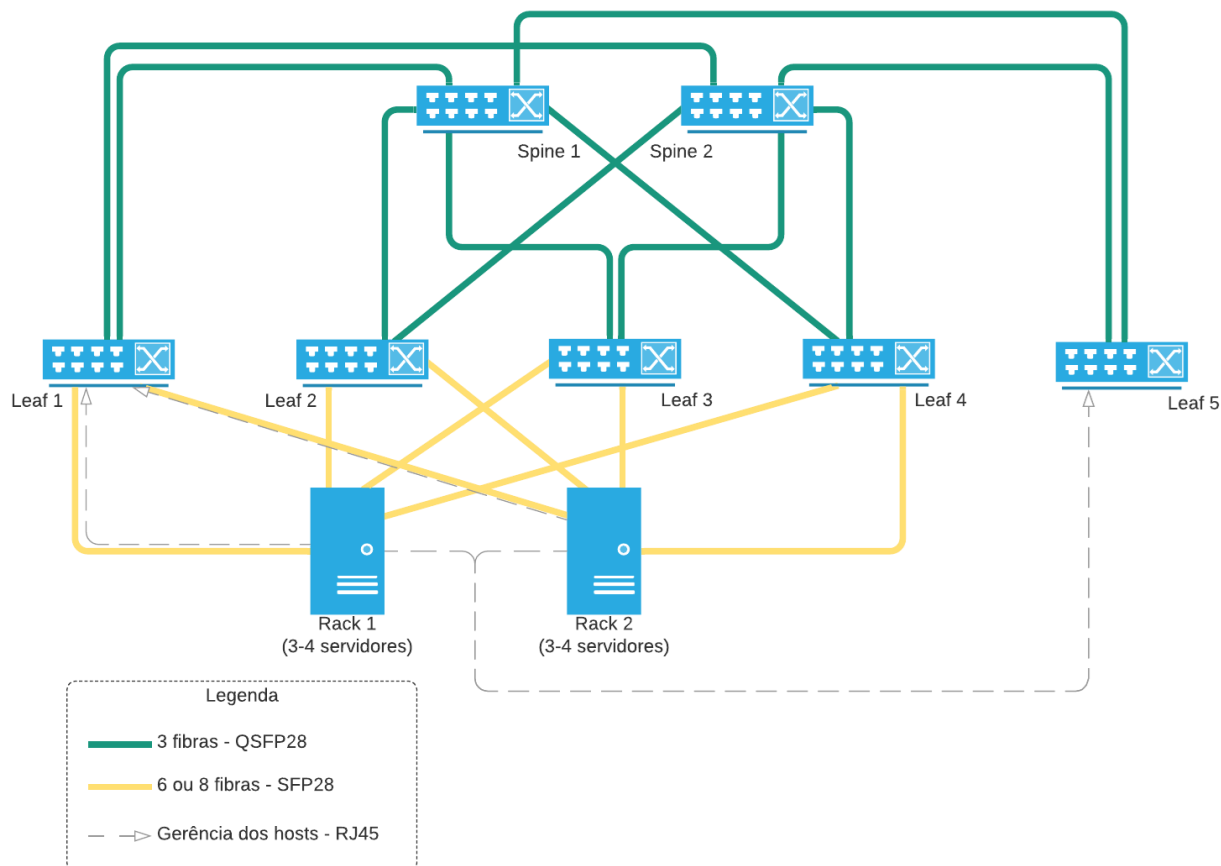 Spine 1
Spine 2
Leaf 1
Leaf 2
Leaf 3
Leaf 4
Leaf 5
Rack 1
(3-4 servidores)
Rack 2
(3-4 servidores)
Legenda
3 fibras - QSFP28
6 ou 8 fibras - SFP28
Gerência dos hosts - RJ45